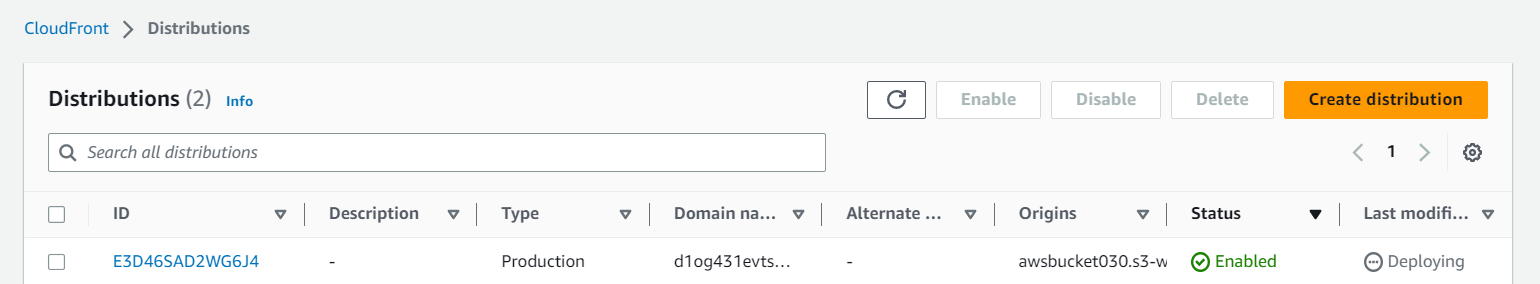 CloudFront > Distributions
Distributions (2) Info
Enable Disable Delete Create distribution
Search all distributions
1
ID Description Type Domain na... Alternate ... Origins Status Last modifi...
E3D46SAD2WG6J4 - Production d1og431evts... - awsbucket030.s3-w Enabled Deploying